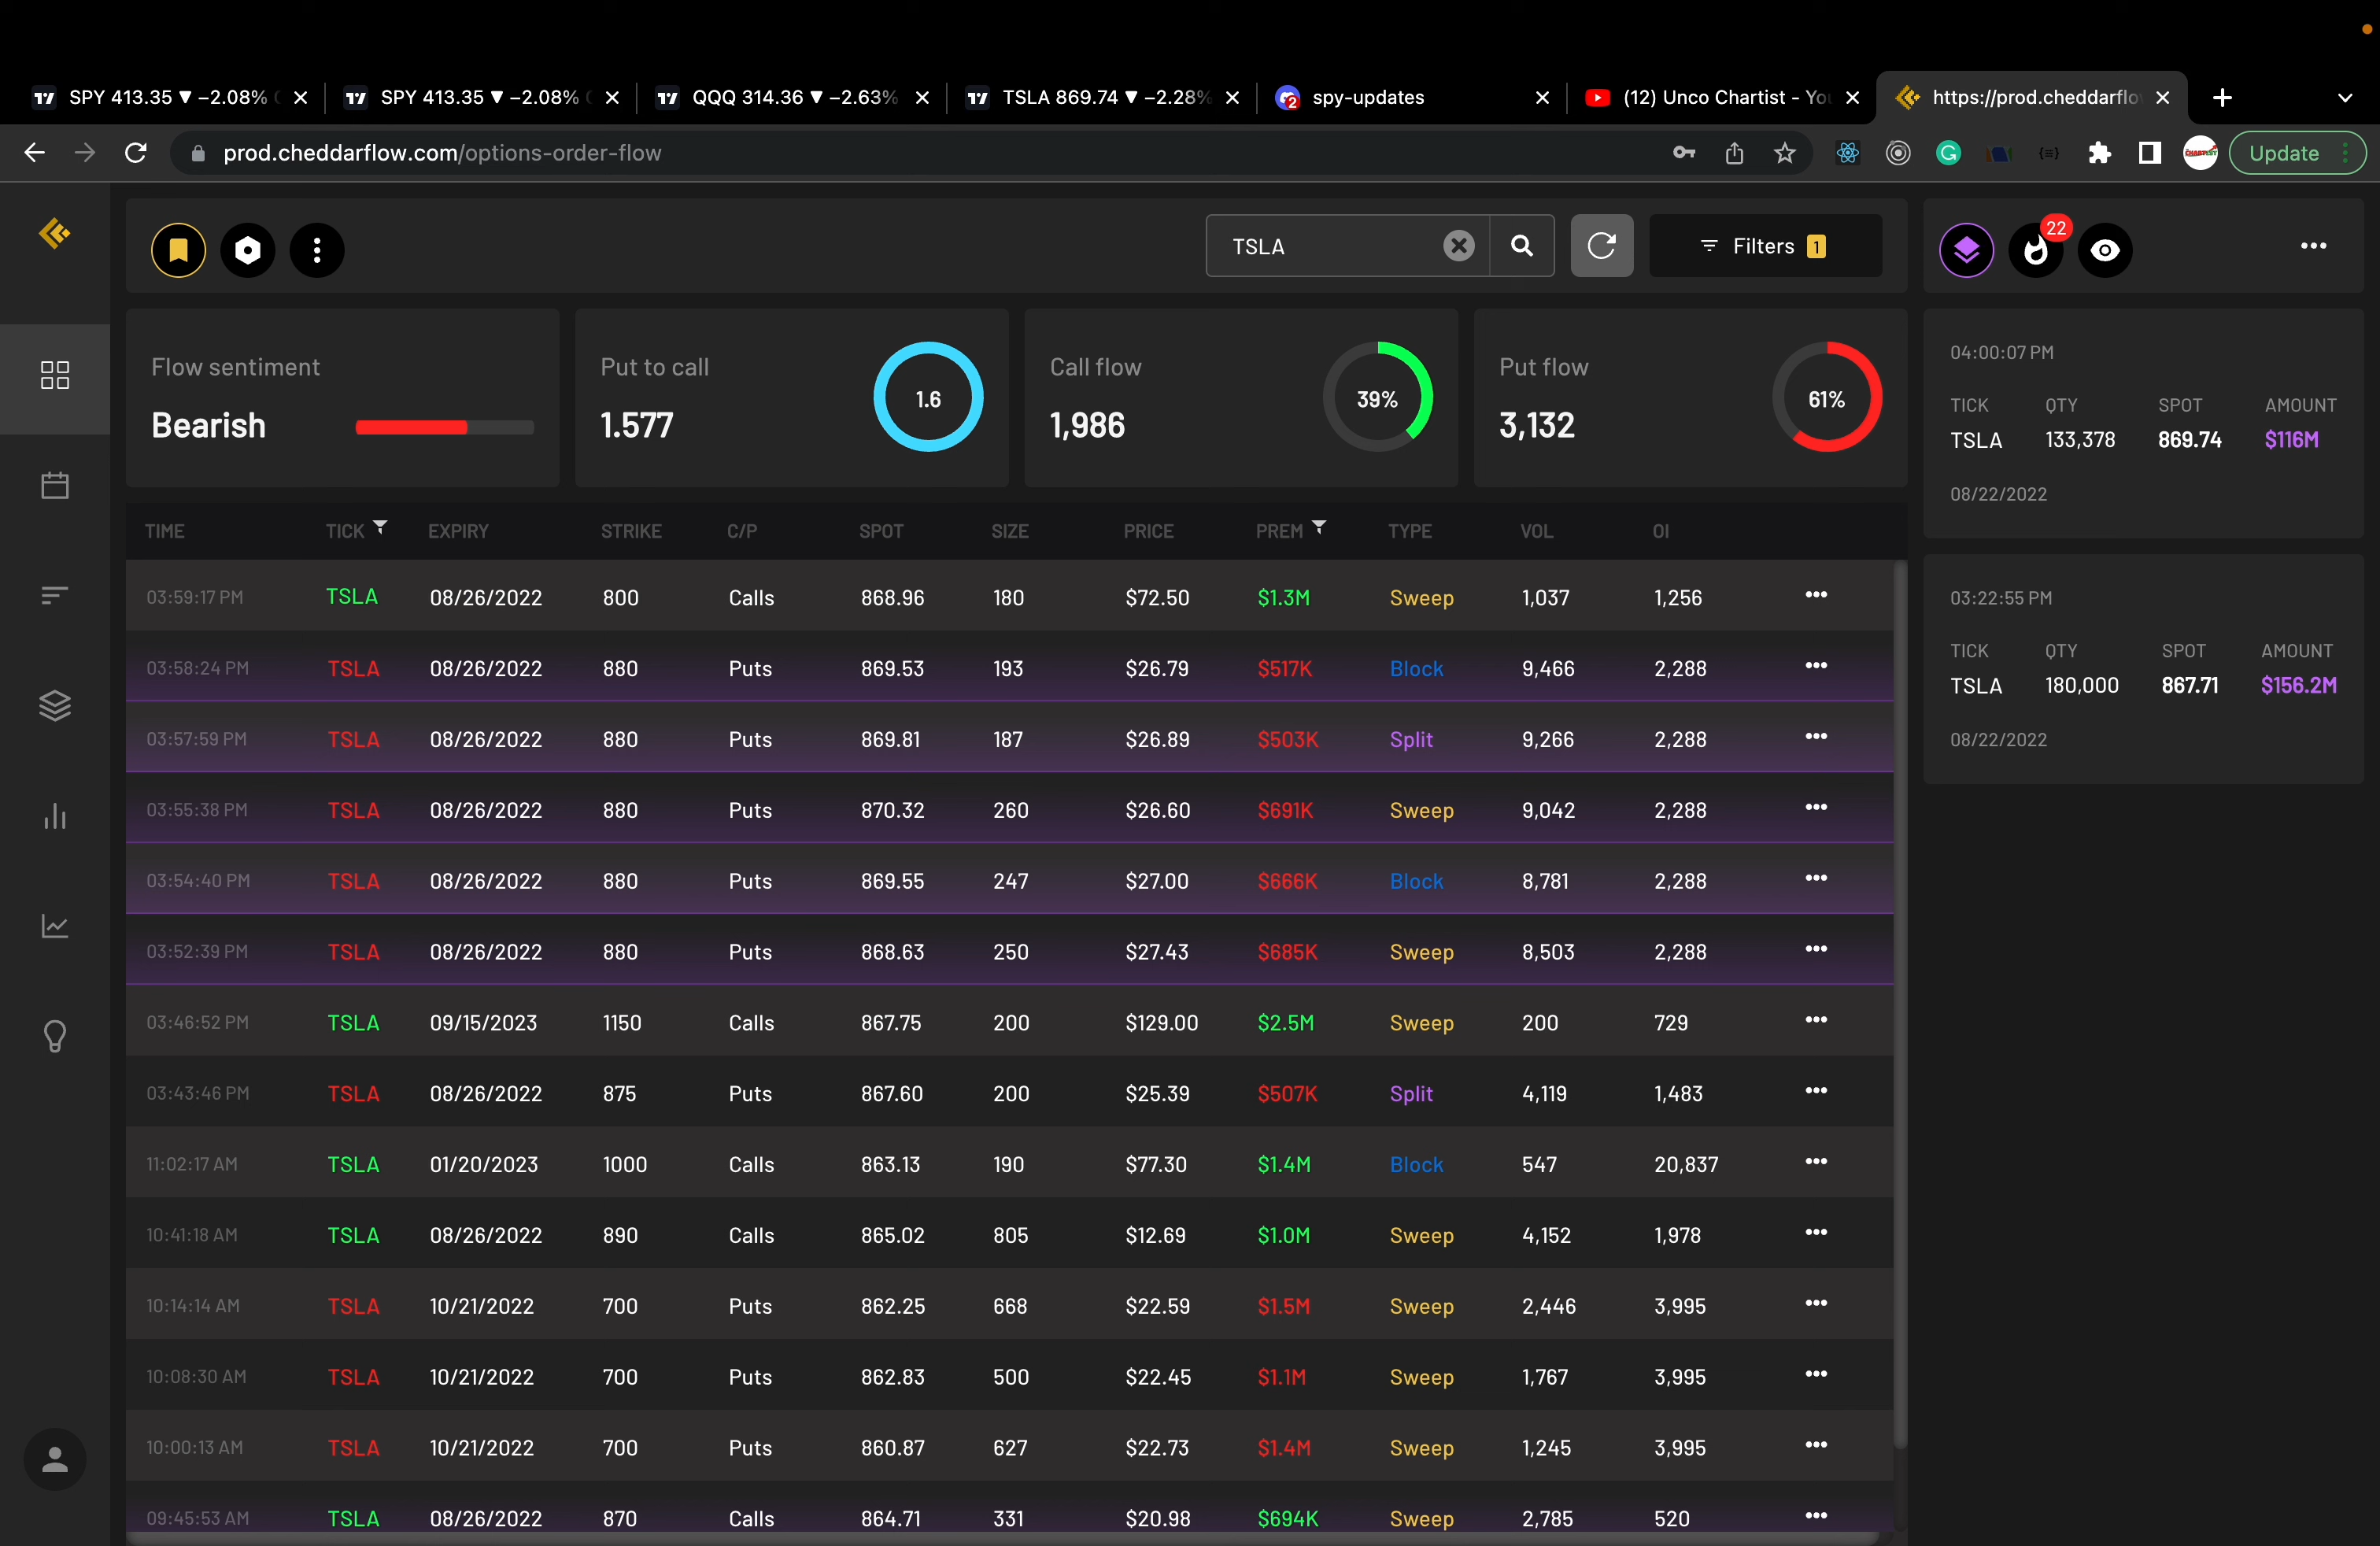 SPY 413.35 ▼ −2.08%
SPY 413.35 ▼ −2.08%
QQQ 314.36 ▼ −2.63%
TSLA 869.74 ▼ −2.28%
2 spy-updates
(12) Unco Chartist - Yo
https://prod.cheddarflo
prod.cheddarflow.com/options-order-flow
Update
TSLA
Filters 1
22
Flow sentiment
Bearish
Put to call
1.577
1.6
Call flow
1,986
39%
Put flow
3,132
61%
TIME TICK EXPIRY STRIKE C/P SPOT SIZE PRICE PREM TYPE VOL OI
03:59:17 PM TSLA 08/26/2022 800 Calls 868.96 180 $72.50 $1.3M Sweep 1,037 1,256
03:58:24 PM TSLA 08/26/2022 880 Puts 869.53 193 $26.79 $517K Block 9,466 2,288
03:57:59 PM TSLA 08/26/2022 880 Puts 869.81 187 $26.89 $503K Split 9,266 2,288
03:55:38 PM TSLA 08/26/2022 880 Puts 870.32 260 $26.60 $691K Sweep 9,042 2,288
03:54:40 PM TSLA 08/26/2022 880 Puts 869.55 247 $27.00 $666K Block 8,781 2,288
03:52:39 PM TSLA 08/26/2022 880 Puts 868.63 250 $27.43 $685K Sweep 8,503 2,288
03:46:52 PM TSLA 09/15/2023 1150 Calls 867.75 200 $129.00 $2.5M Sweep 200 729
03:43:46 PM TSLA 08/26/2022 875 Puts 867.60 200 $25.39 $507K Split 4,119 1,483
11:02:17 AM TSLA 01/20/2023 1000 Calls 863.13 190 $77.30 $1.4M Block 547 20,837
10:41:18 AM TSLA 08/26/2022 890 Calls 865.02 805 $12.69 $1.0M Sweep 4,152 1,978
10:14:14 AM TSLA 10/21/2022 700 Puts 862.25 668 $22.59 $1.5M Sweep 2,446 3,995
10:08:30 AM TSLA 10/21/2022 700 Puts 862.83 500 $22.45 $1.1M Sweep 1,767 3,995
10:00:13 AM TSLA 10/21/2022 700 Puts 860.87 627 $22.73 $1.4M Sweep 1,245 3,995
09:45:53 AM TSLA 08/26/2022 870 Calls 864.71 331 $20.98 $694K Sweep 2,785 520
04:00:07 PM
TICK QTY SPOT AMOUNT
TSLA 133,378 869.74 $116M
08/22/2022
03:22:55 PM
TICK QTY SPOT AMOUNT
TSLA 180,000 867.71 $156.2M
08/22/2022